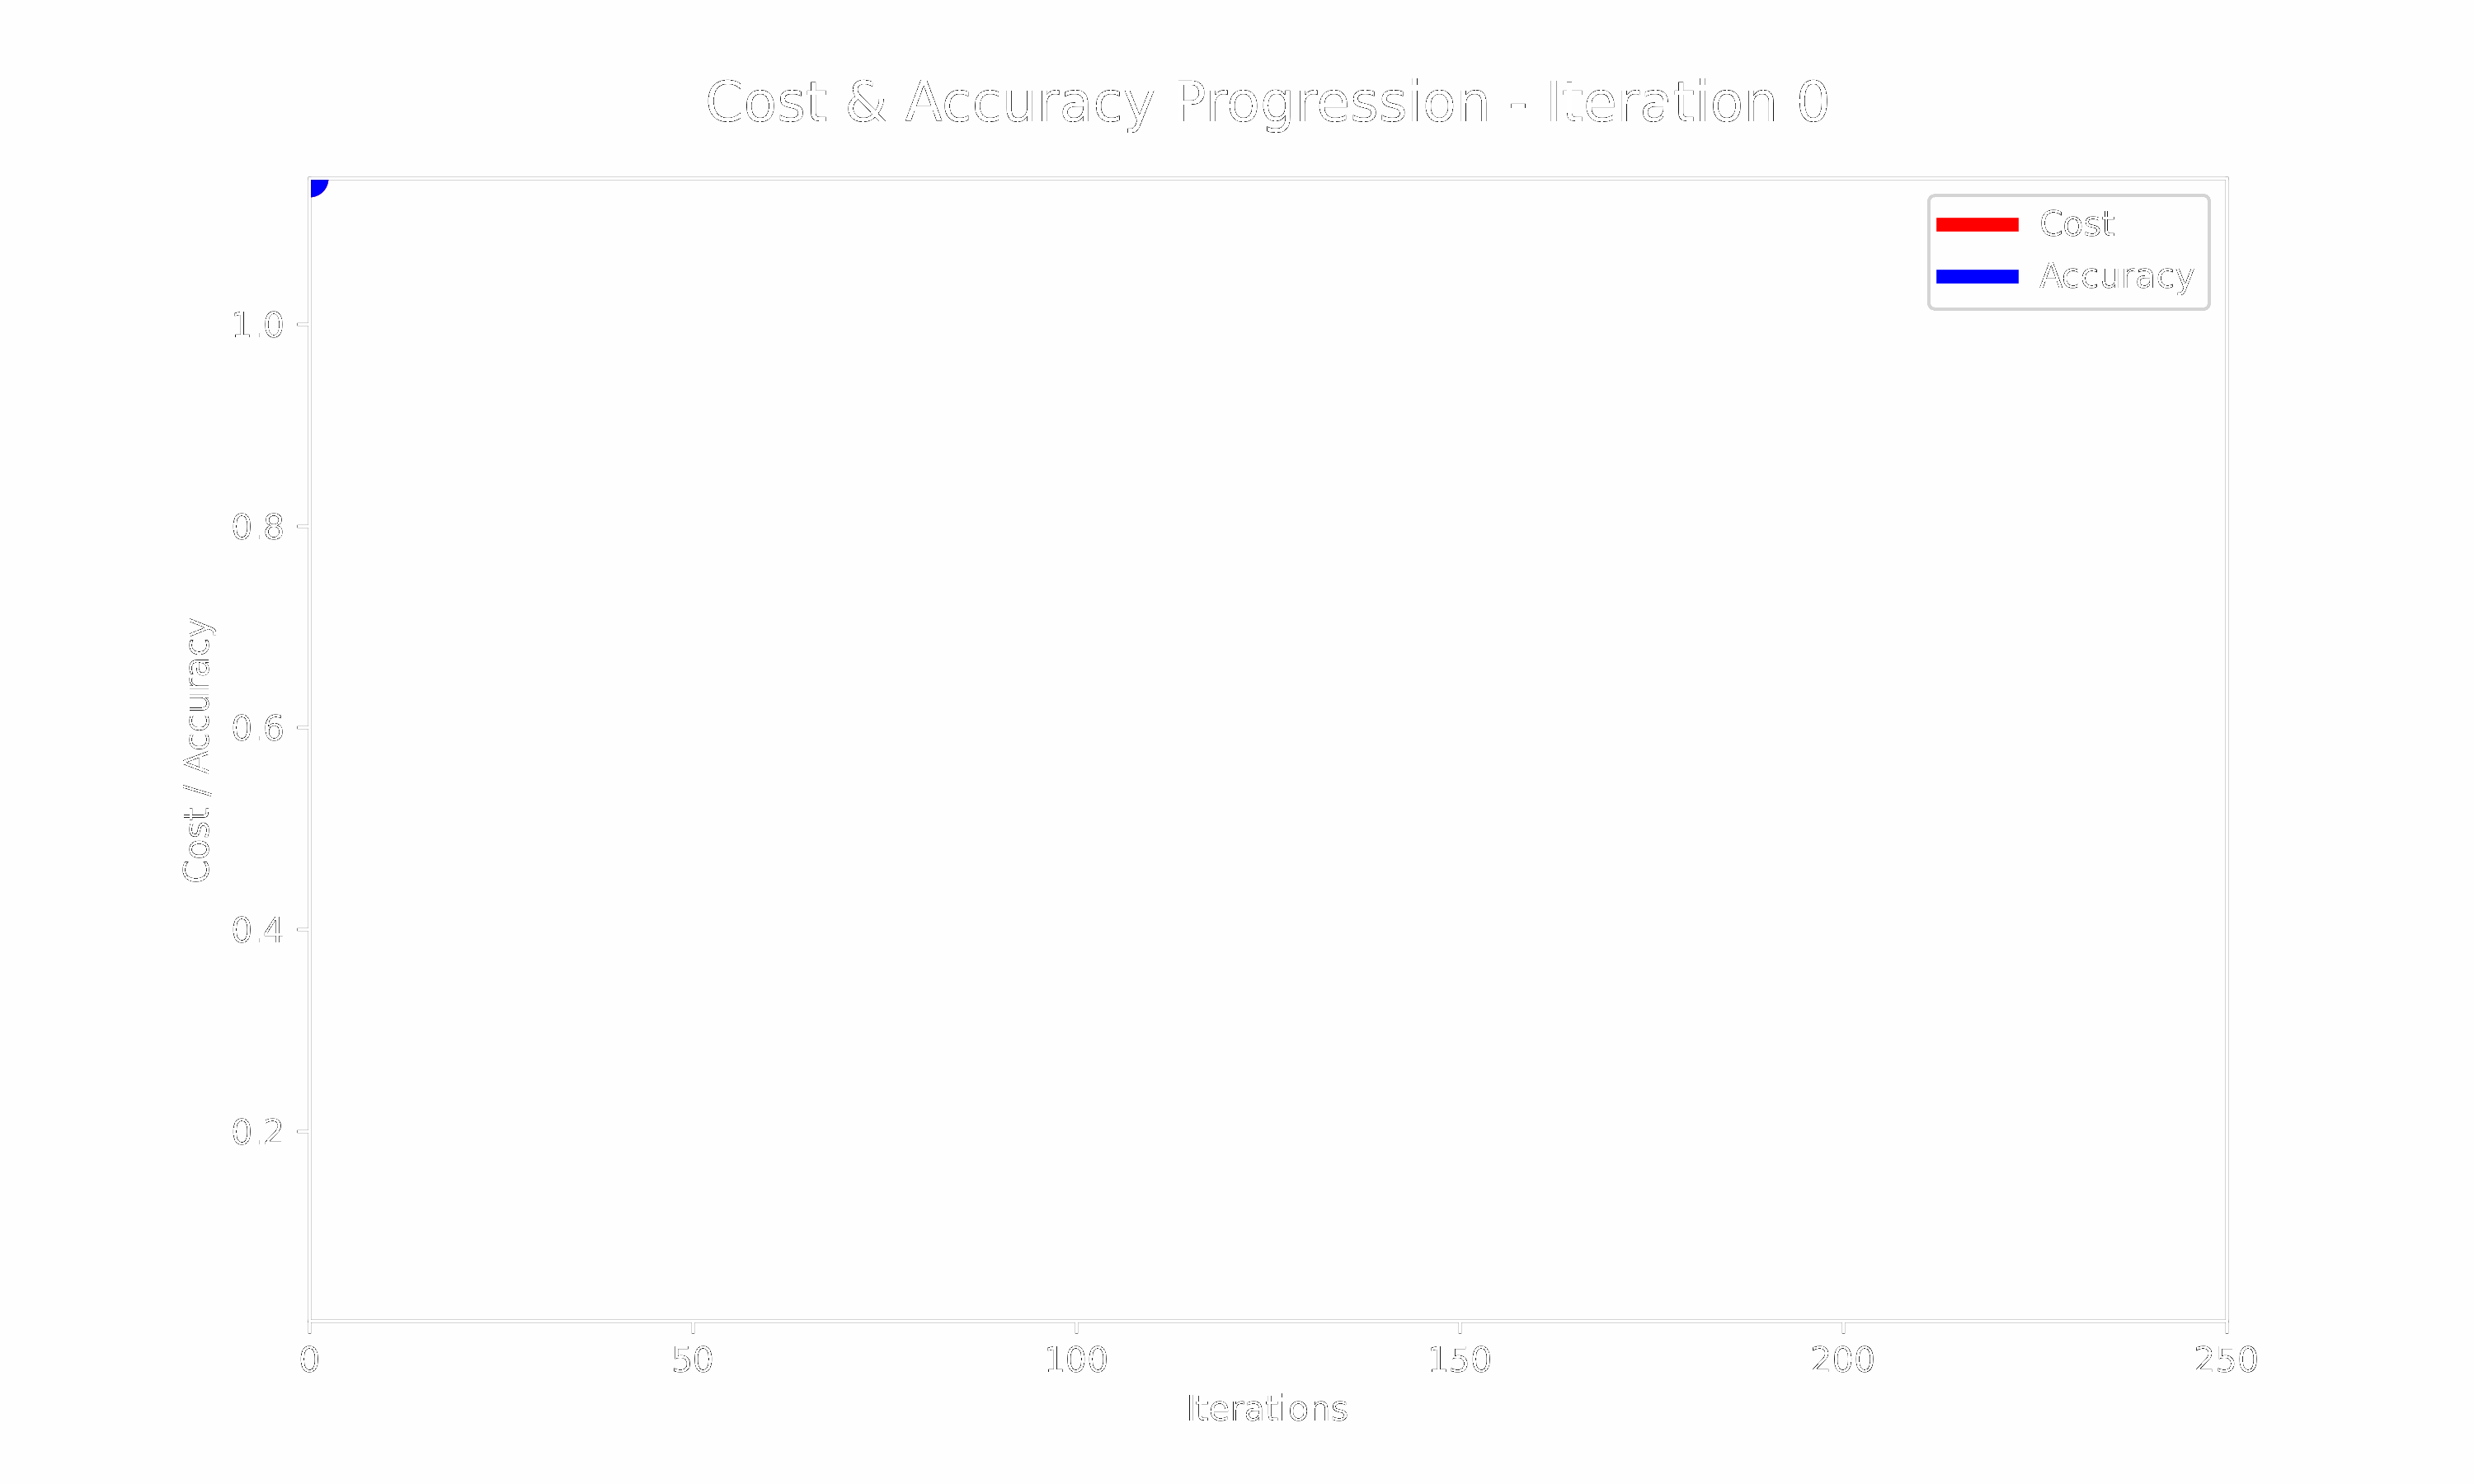 Cost & Accuracy Progression - Iteration 0
Cost
Accuracy
1.0
0.8
0.6
0.4
0.2
Cost / Accuracy
0 50 100 150 200 250
Iterations